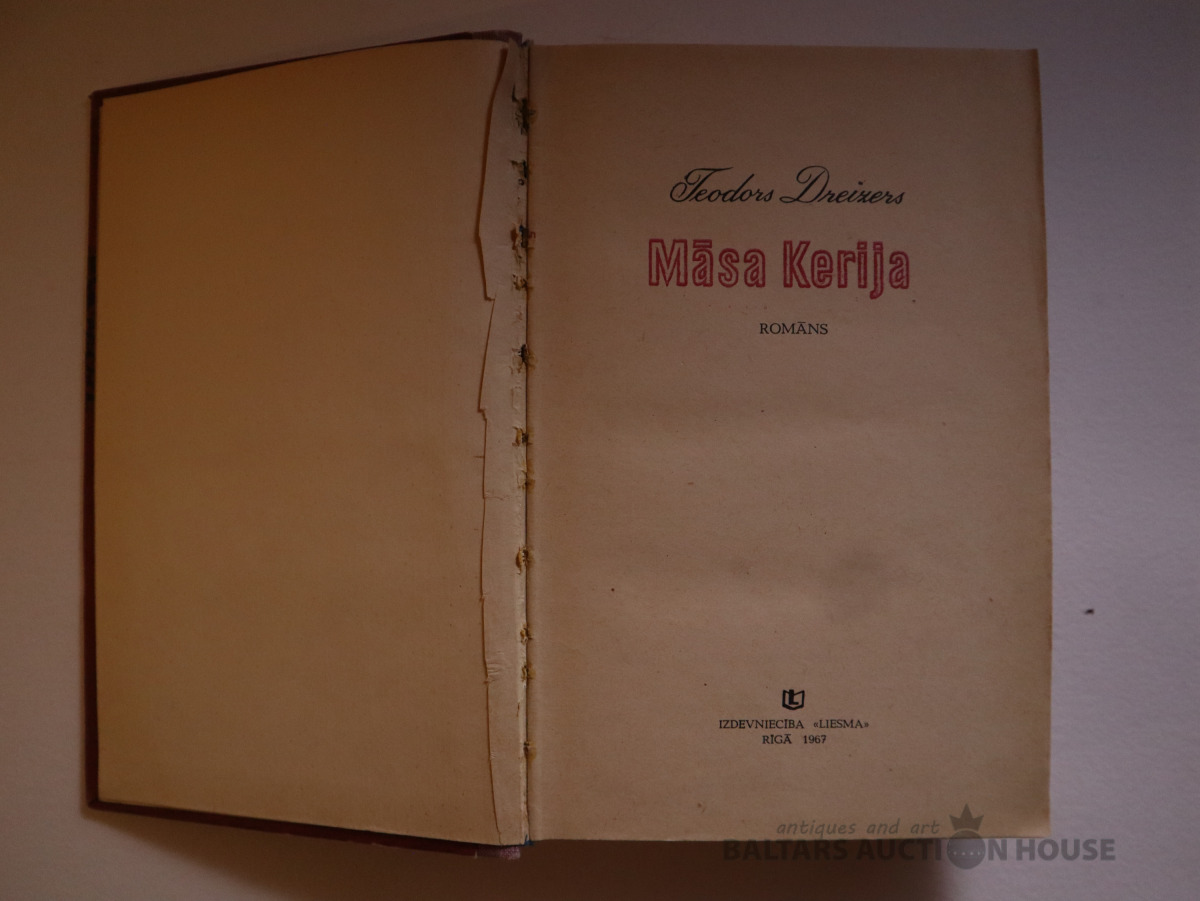 Teodors Dreizers
Māsa Kerija
ROMĀNS
IZDEVNIECĪBA «LIESMA»
RĪGĀ 1967
antiques and art
BALTARS AUCTION HOUSE